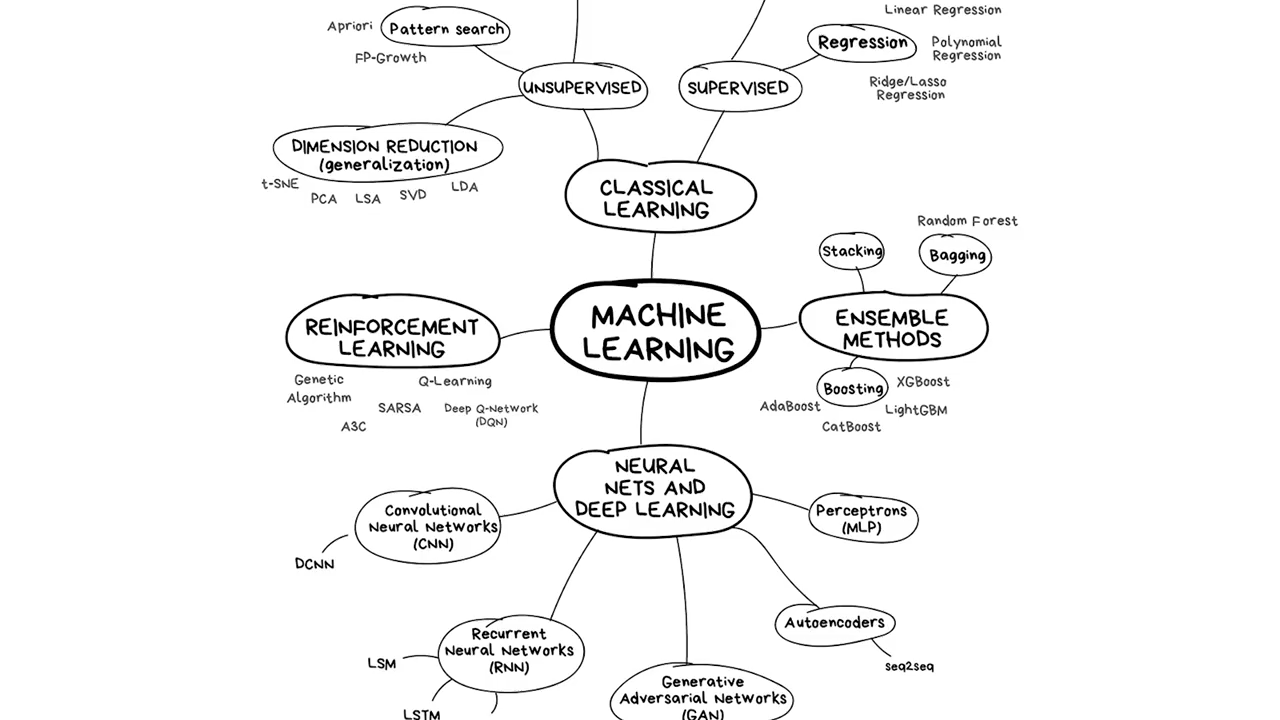 Linear Regression
Apriori
Pattern search
Regression
Polynomial
Regression
FP-Growth
UNSUPERVISED
SUPERVISED
Ridge/Lasso
Regression
DIMENSION REDUCTION
(generalization)
t-SNE
PCA
LSA
SVD
LDA
CLASSICAL
LEARNING
Random Forest
Stacking
Bagging
MACHINE
LEARNING
REINFORCEMENT
LEARNING
ENSEMBLE
METHODS
Genetic
Algorithm
Q-Learning
SARSA
Deep Q-Network
(DQN)
A3C
Boosting
XGBoost
AdaBoost
LightGBM
CatBoost
NEURAL
NETS AND
DEEP LEARNING
Convolutional
Neural Networks
(CNN)
DCNN
Perceptrons
(MLP)
Autoencoders
seq2seq
Recurrent
Neural Networks
(RNN)
LSM
LSTM
Generative
Adversarial Networks
(GAN)